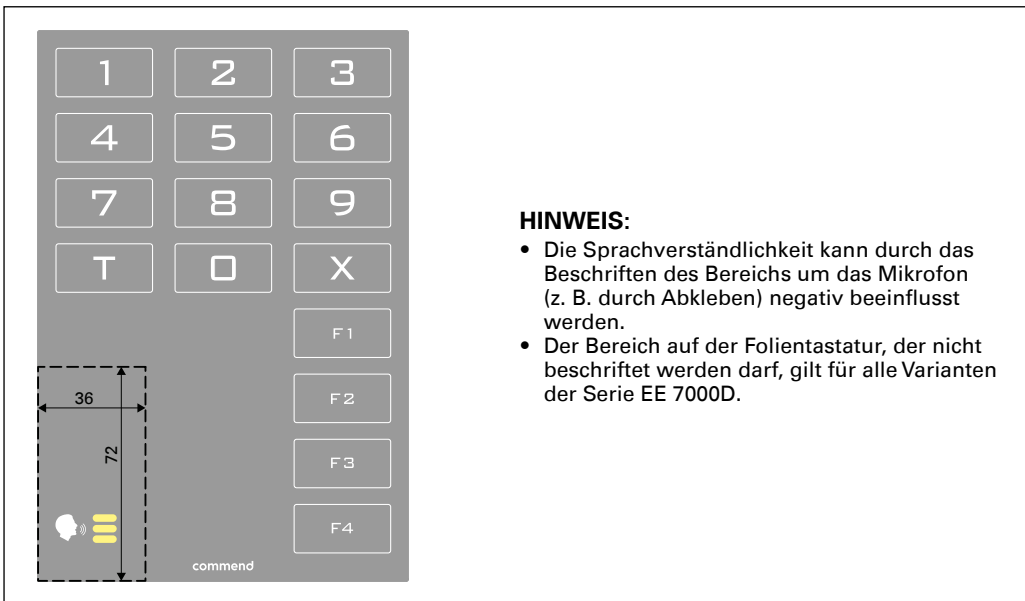 1 2 3
4 5 6
7 8 9
T 0 X
F1
F2
F3
F4
36
72
commend
HINWEIS:
• Die Sprachverständlichkeit kann durch das
Beschriften des Bereichs um das Mikrofon
(z. B. durch Abkleben) negativ beeinflusst
werden.
• Der Bereich auf der Folientastatur, der nicht
beschriftet werden darf, gilt für alle Varianten
der Serie EE 7000D.